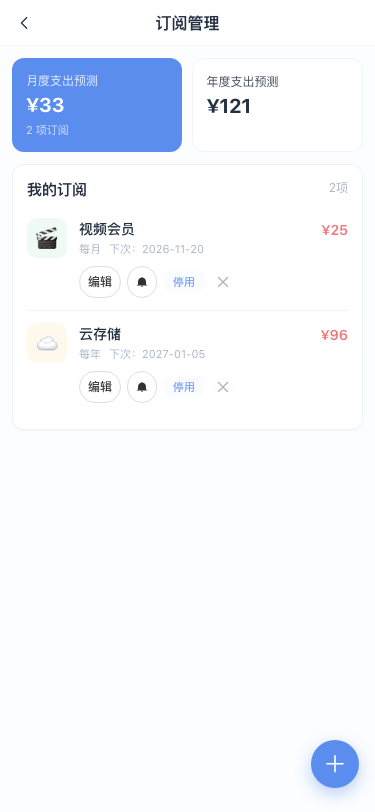 订阅管理
月度支出预测
¥33
2 项订阅
年度支出预测
¥121
我的订阅
2项
视频会员
¥25
每月 下次：2026-11-20
编辑
停用
云存储
¥96
每年 下次：2027-01-05
编辑
停用